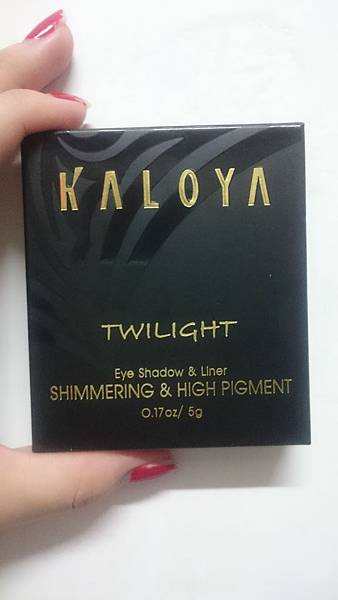 KALOYA
TWILIGHT
Eye Shadow & Liner
SHIMMERING & HIGH PIGMENT
0.17oz/ 5g